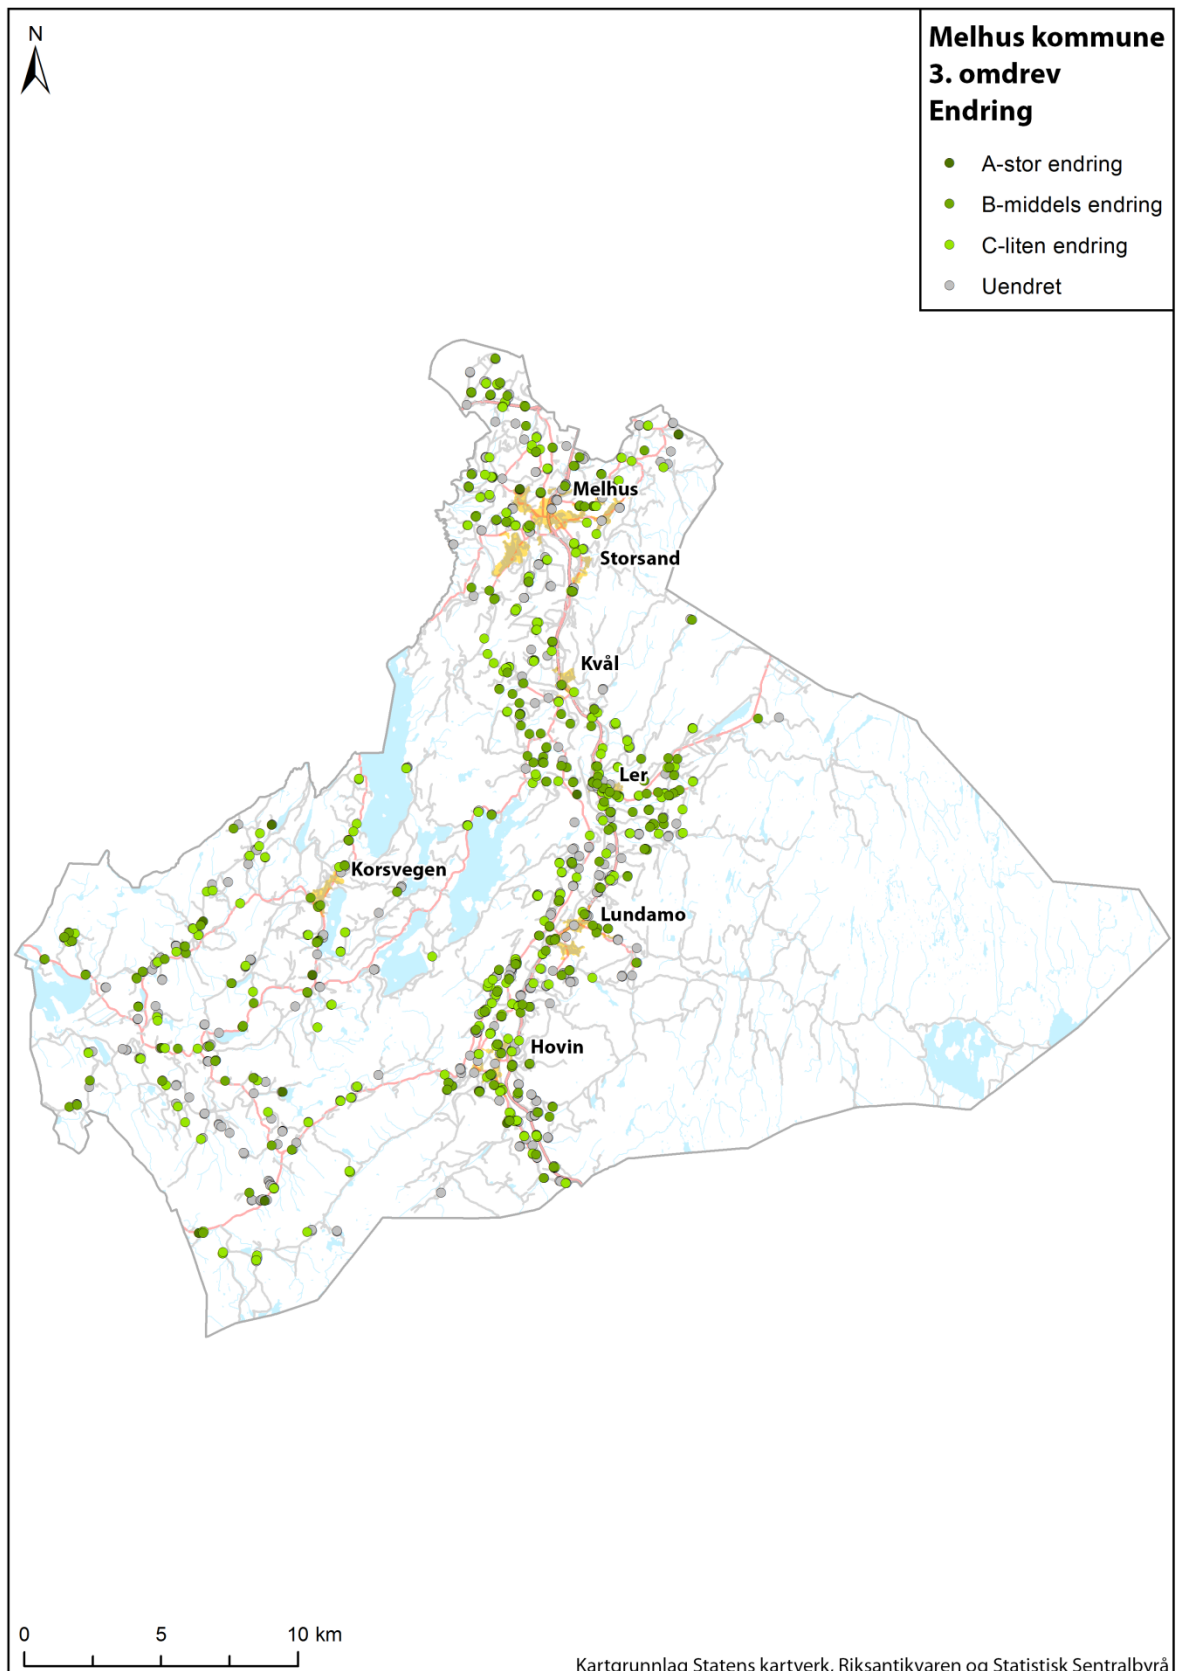 N
Melhus kommune
3. omdrev
Endring
A-stor endring
B-middels endring
C-liten endring
Uendret
Melhus
Storsand
Kvål
Ler
Korsvegen
Lundamo
Hovin
0 5 10 km
Kartgrunnlag Statens kartverk, Riksantikvaren og Statistisk Sentralbyrå